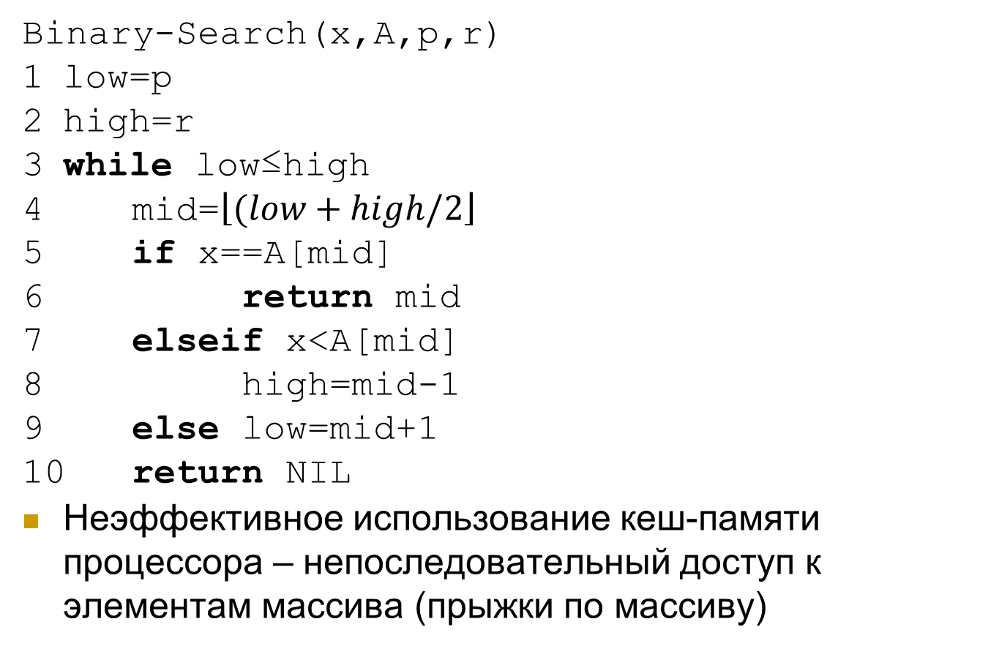 Binary-Search(x,A,p,r)
1 low=p
2 high=r
3 while low≤high
4 mid=⌊(low + high/2⌋
5 if x==A[mid]
6 return mid
7 elseif x<A[mid]
8 high=mid-1
9 else low=mid+1
10 return NIL
Неэффективное использование кеш-памяти
процессора – непоследовательный доступ к
элементам массива (прыжки по массиву)